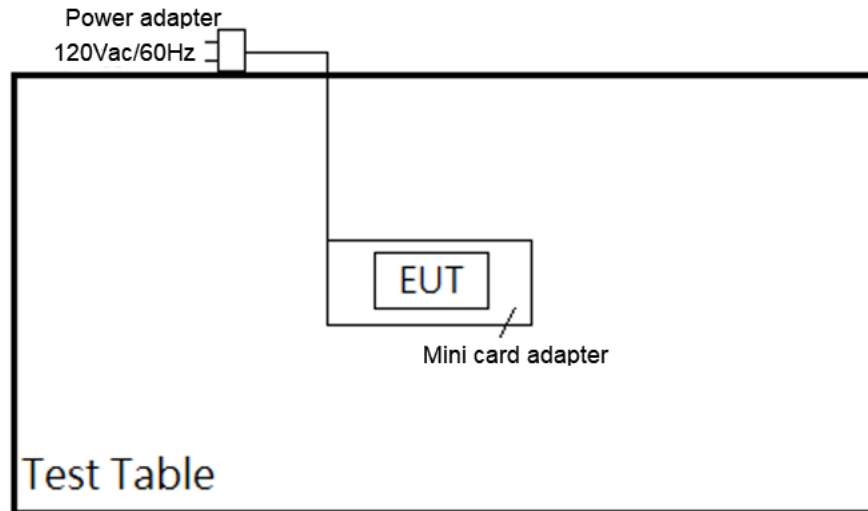 Power adapter
120Vac/60Hz
EUT
Mini card adapter
Test Table